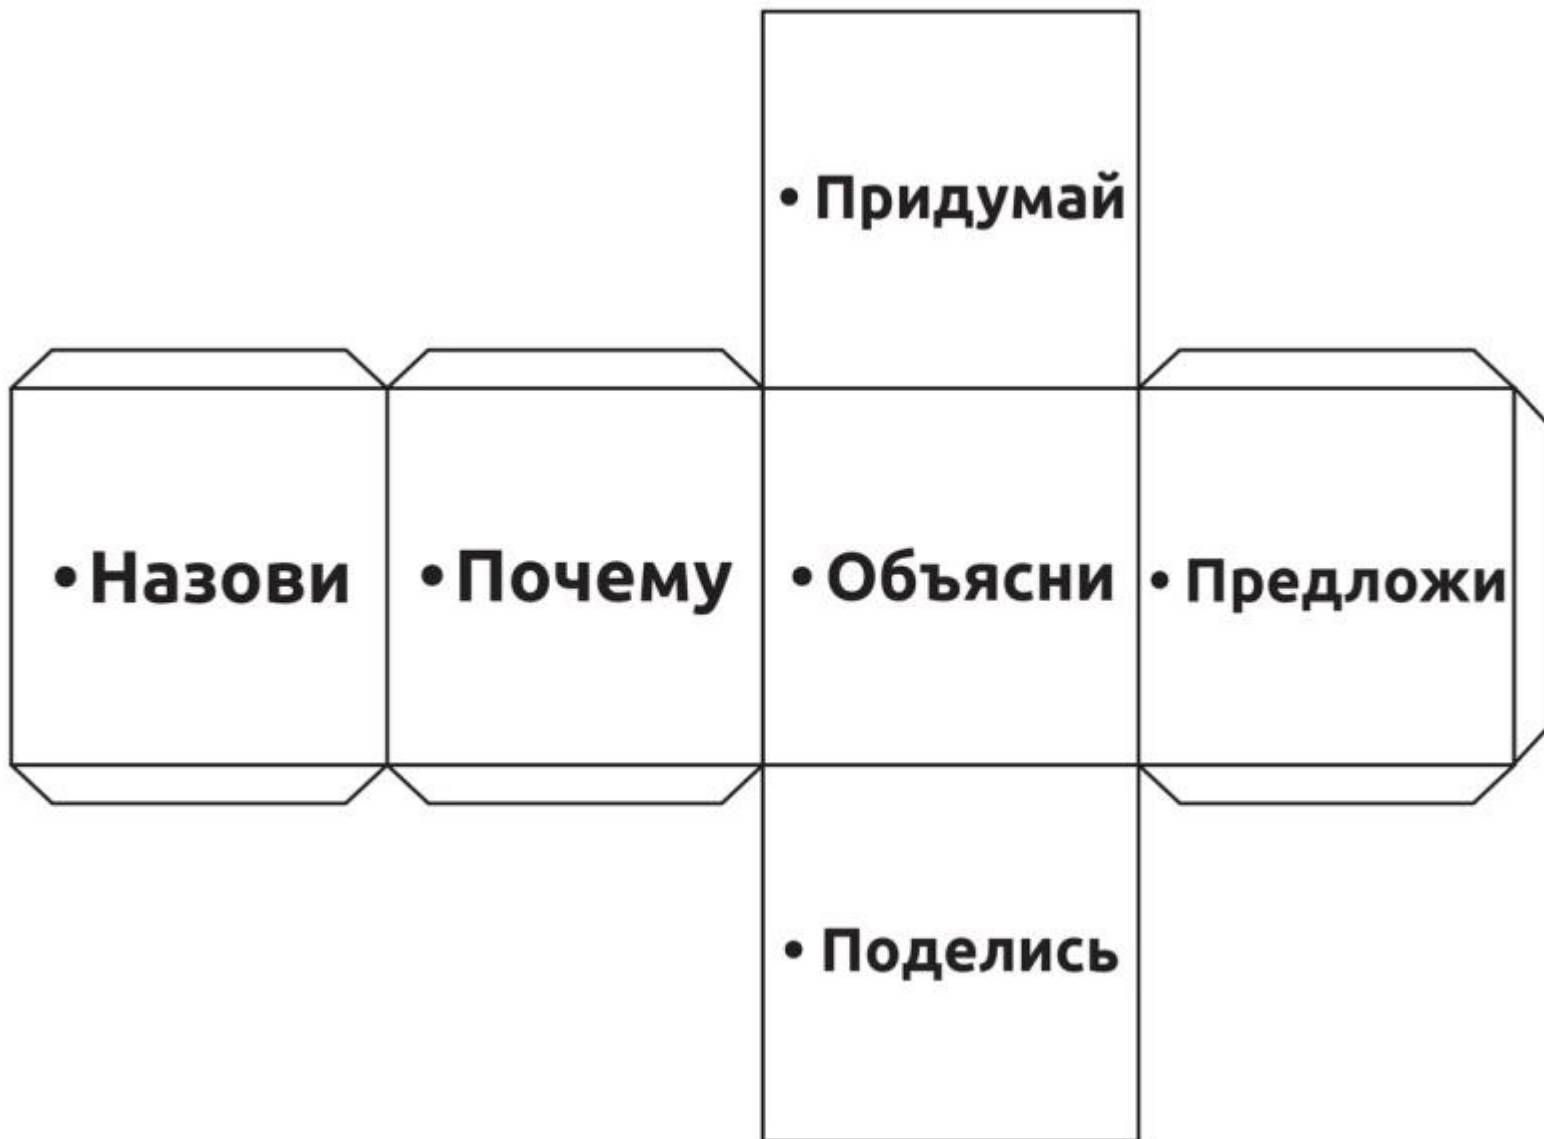 • Придумай
• Назови
• Почему
• Объясни
• Предложи
• Поделись